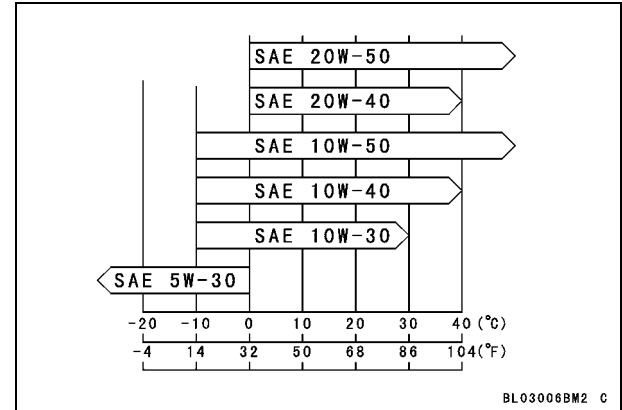 SAE 20W-50
SAE 20W-40
SAE 10W-50
SAE 10W-40
SAE 10W-30
SAE 5W-30
-20 -10 0 10 20 30 40 (°C)
-4 14 32 50 68 86 104(°F)
BL03006BM2 C